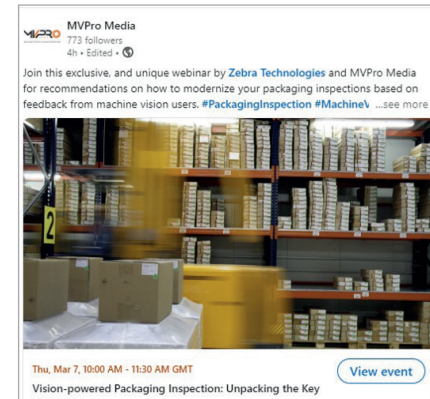 MVPRO
MVPro Media
773 followers
4h • Edited •
Join this exclusive, and unique webinar by Zebra Technologies and MVPro Media
for recommendations on how to modernize your packaging inspections based on
feedback from machine vision users. #PackagingInspection #MachineV ...see more
2
Thu, Mar 7, 10:00 AM - 11:30 AM GMT
View event
Vision-powered Packaging Inspection: Unpacking the Key